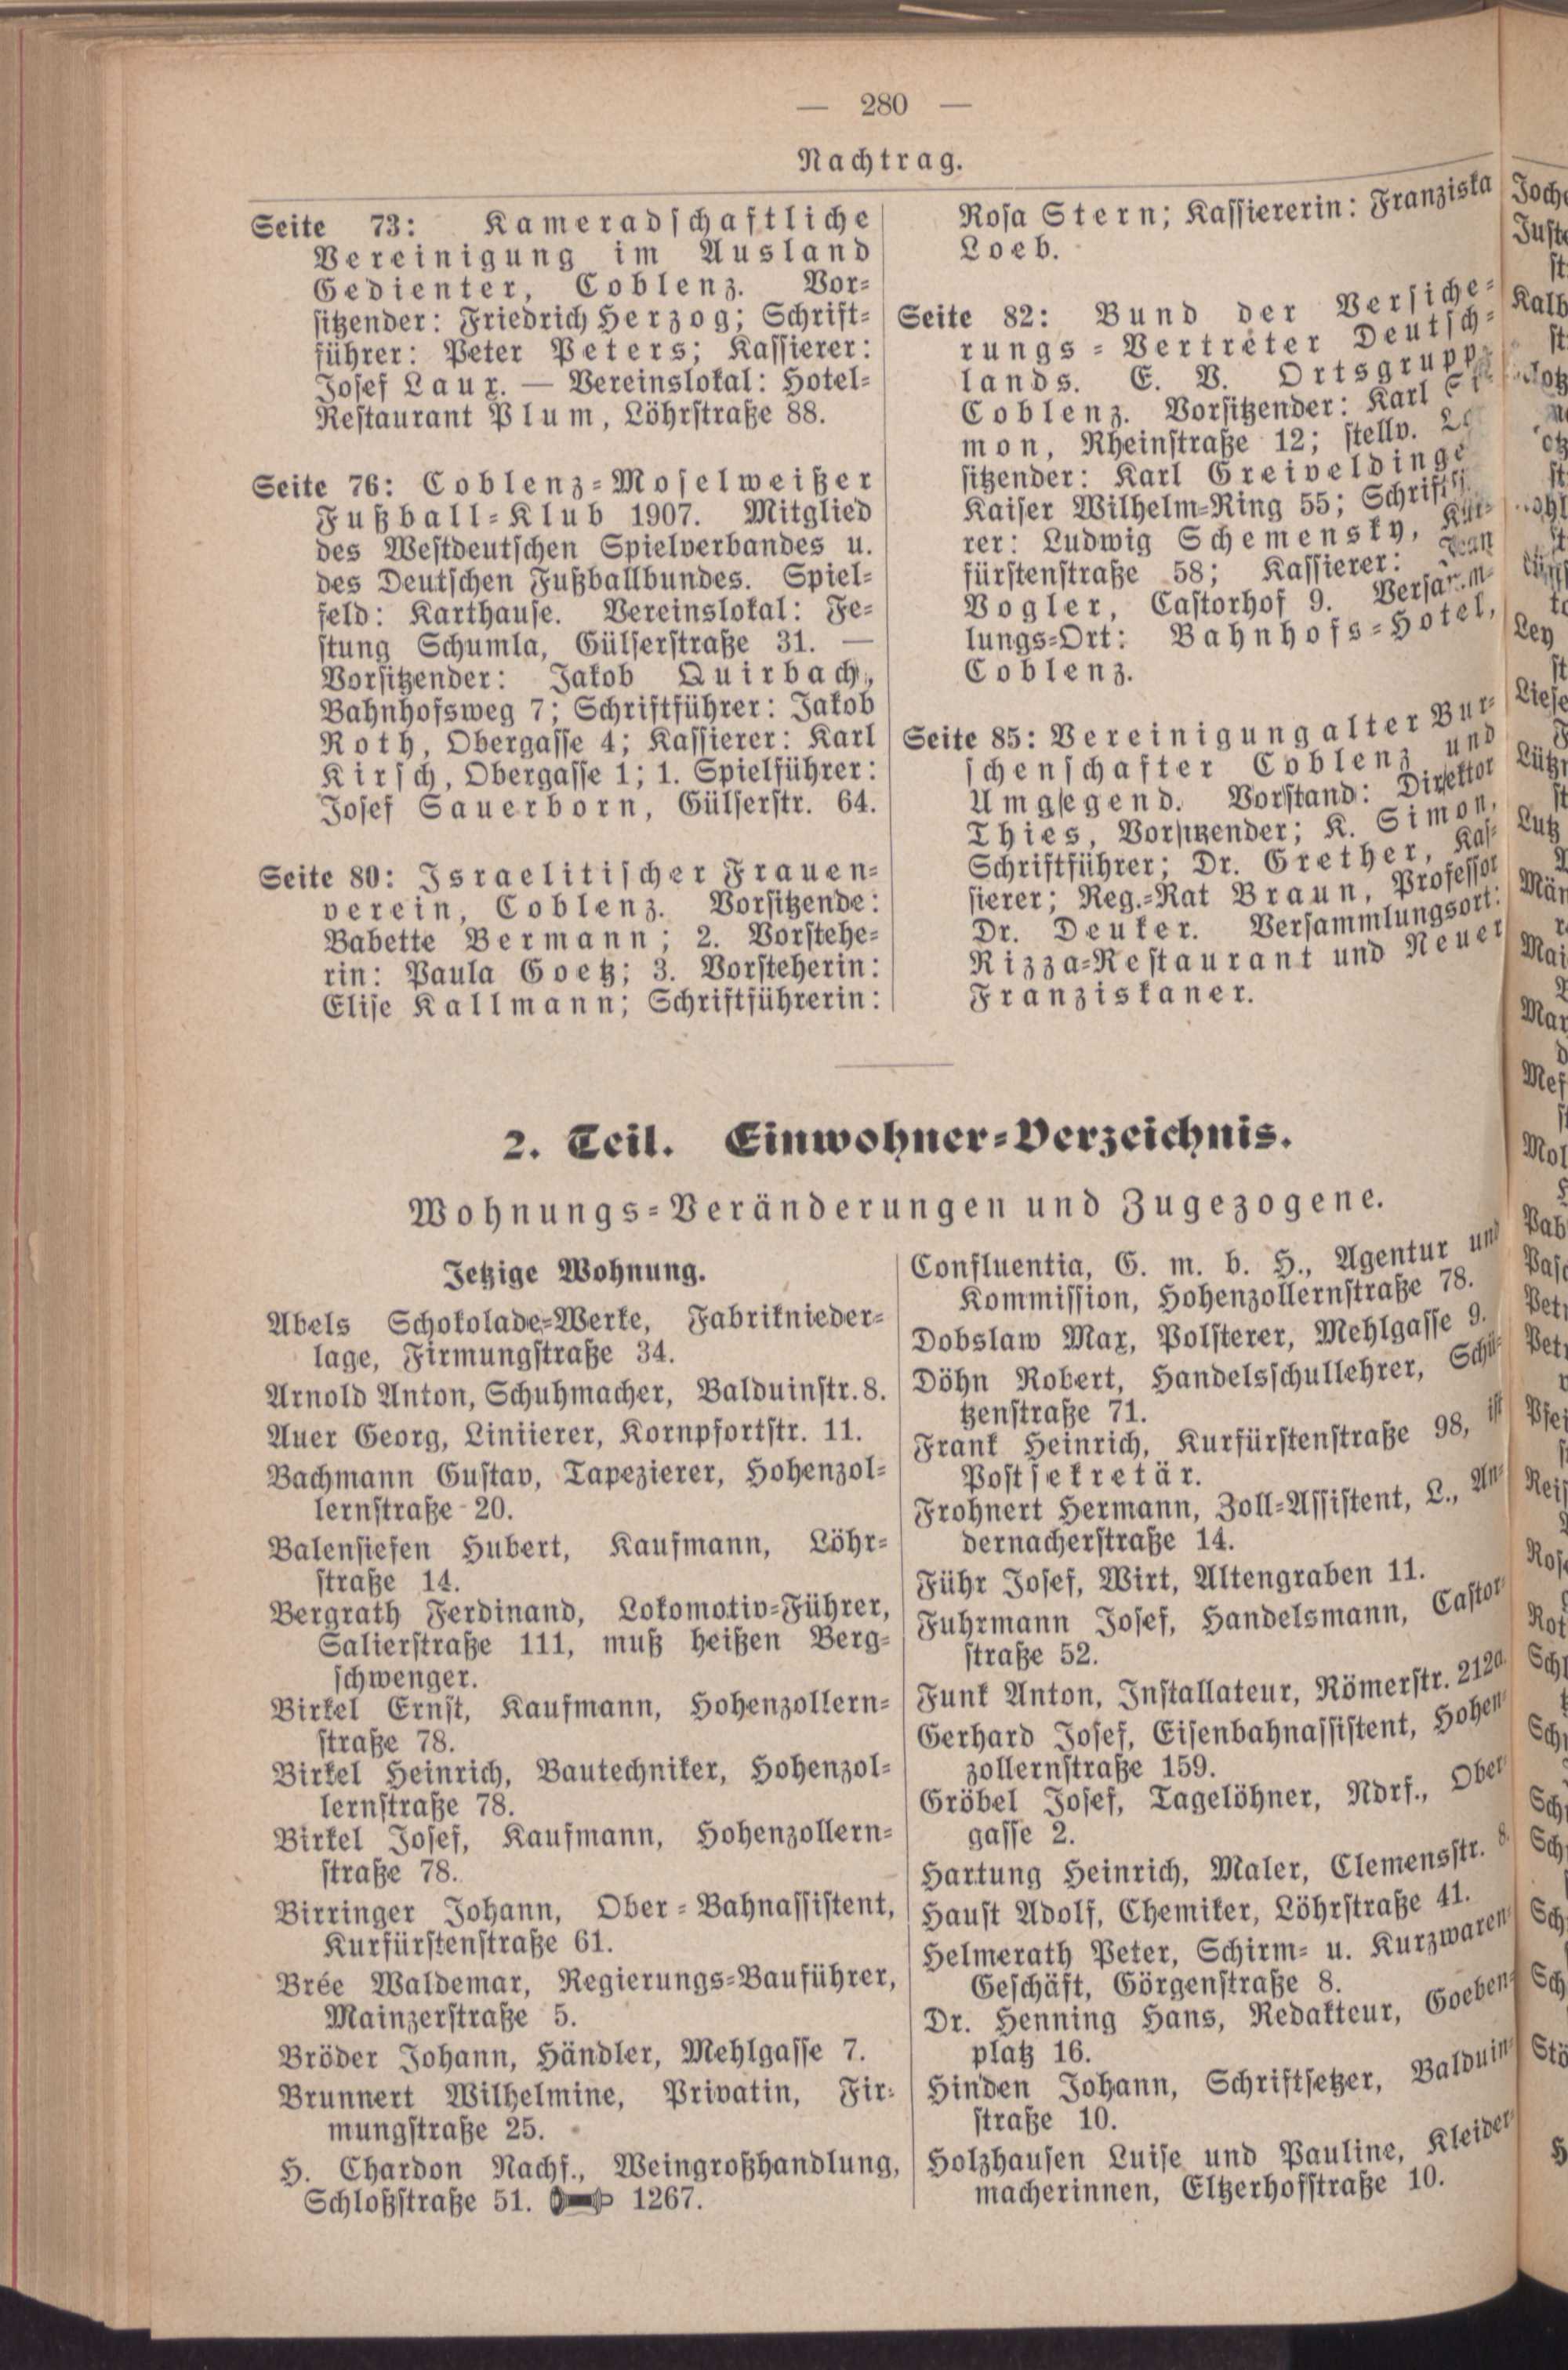 — 280 —
Nachtrag.
Seite 73: Kameradschaftliche
Vereinigung im Ausland
Gedienter, Coblenz. Vor-
sitzender: Friedrich Herzog; Schrift-
führer: Peter Peters; Kassierer:
Josef Laux. — Vereinslokal: Hotel-
Restaurant Plum, Löhrstraße 88.
Seite 76: Coblenz-Moselweißer
Fußball-Klub 1907. Mitglied
des Westdeutschen Spielverbandes u.
des Deutschen Fußballbundes. Spiel-
feld: Karthause. Vereinslokal: Fe-
stung Schumla, Gülserstraße 31. —
Vorsitzender: Jakob Quirbach,
Bahnhofsweg 7; Schriftführer: Jakob
Roth, Obergasse 4; Kassierer: Karl
Kirsch, Obergasse 1; 1. Spielführer:
Josef Sauerborn, Gülserstr. 64.
Seite 80: Israelitischer Frauen-
verein, Coblenz. Vorsitzende:
Babette Bermann; 2. Vorstehe-
rin: Paula Goetz; 3. Vorsteherin:
Elise Kallmann; Schriftführerin:
Rosa Stern; Kassiererin: Franziska
Loeb.
Seite 82: Bund der Versiche-
rungs-Vertreter Deutsch-
lands. E. V. Ortsgruppe
Coblenz. Vorsitzender: Karl Si-
mon, Rheinstraße 12; stellv.
sitzender: Karl Greiveldinge
Kaiser Wilhelm-Ring 55; Schrift
rer: Ludwig Schemensky, Kur-
fürstenstraße 58; Kassierer: Jean
Vogler, Castorhof 9. Versamm-
lungs-Ort: Bahnhofs-Hotel,
Coblenz.
Seite 85: Vereinigung alter Bur-
schenschafter Coblenz und
Umgegend. Vorstand: Direktor
Thies, Vorsitzender; K. Simon,
Schriftführer; Dr. Grether, Kas-
sierer; Reg.-Rat Braun, Professor
Dr. Deuker. Versammlungsort:
Rizza-Restaurant und Neuer
Franziskaner.
2. Teil. Einwohner-Verzeichnis.
Wohnungs-Veränderungen und Zugezogene.
Jetzige Wohnung.
Abels Schokolade-Werke, Fabriknieder-
lage, Firmungstraße 34.
Arnold Anton, Schuhmacher, Balduinstr. 8.
Auer Georg, Liniierer, Kornpfortstr. 11.
Bachmann Gustav, Tapezierer, Hohenzol-
lernstraße 20.
Balensiefen Hubert, Kaufmann, Löhr-
straße 14.
Bergrath Ferdinand, Lokomotiv-Führer,
Salierstraße 111, muß heißen Berg-
schwenger.
Birkel Ernst, Kaufmann, Hohenzollern-
straße 78.
Birkel Heinrich, Bautechniker, Hohenzol-
lernstraße 78.
Birkel Josef, Kaufmann, Hohenzollern-
straße 78.
Birringer Johann, Ober-Bahnassistent,
Kurfürstenstraße 61.
Brée Waldemar, Regierungs-Bauführer,
Mainzerstraße 5.
Bröder Johann, Händler, Mehlgasse 7.
Brunnert Wilhelmine, Privatin, Fir-
mungstraße 25.
H. Chardon Nachf., Weingroßhandlung,
Schloßstraße 51. 1267.
Confluentia, G. m. b. H., Agentur und
Kommission, Hohenzollernstraße 78.
Dobslaw Max, Polsterer, Mehlgasse 9.
Döhn Robert, Handelsschullehrer, Schü-
tzenstraße 71.
Frank Heinrich, Kurfürstenstraße 98, ist
Postsekretär.
Frohnert Hermann, Zoll-Assistent, L., An-
dernacherstraße 14.
Führ Josef, Wirt, Altengraben 11.
Fuhrmann Josef, Handelsmann, Castor-
straße 52.
Funk Anton, Installateur, Römerstr. 212a.
Gerhard Josef, Eisenbahnassistent, Hohen-
zollernstraße 159.
Gröbel Josef, Tagelöhner, Ndrf., Ober-
gasse 2.
Hartung Heinrich, Maler, Clemensstr. 8.
Haust Adolf, Chemiker, Löhrstraße 41.
Helmerath Peter, Schirm- u. Kurzwaren-
Geschäft, Görgenstraße 8.
Dr. Henning Hans, Redakteur, Goeben-
platz 16.
Hinden Johann, Schriftsetzer, Balduin-
straße 10.
Holzhausen Luise und Pauline, Kleider-
macherinnen, Eltzerhofstraße 10.